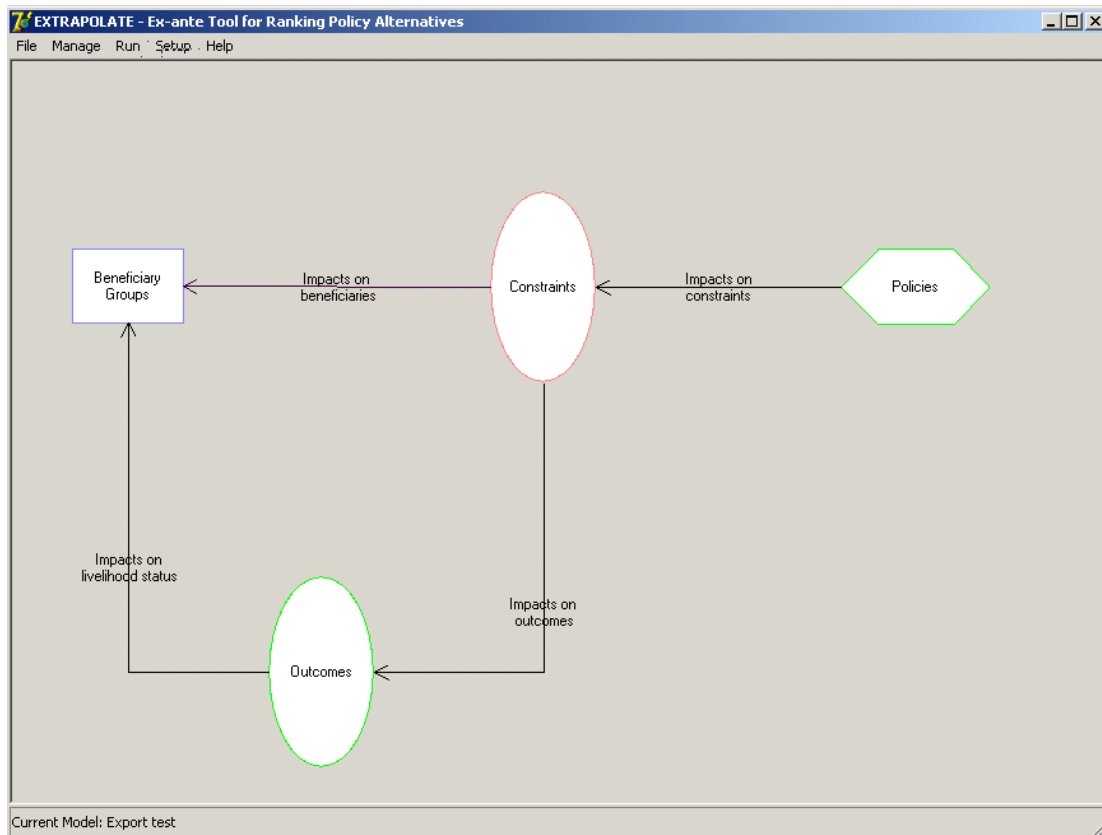 EXTRAPOLATE - Ex-ante Tool for Ranking Policy Alternatives
File Manage Run Setup Help
Beneficiary
Groups
Impacts on
beneficiaries
Constraints
Impacts on
constraints
Policies
Impacts on
livelihood status
Impacts on
outcomes
Outcomes
Current Model: Export test